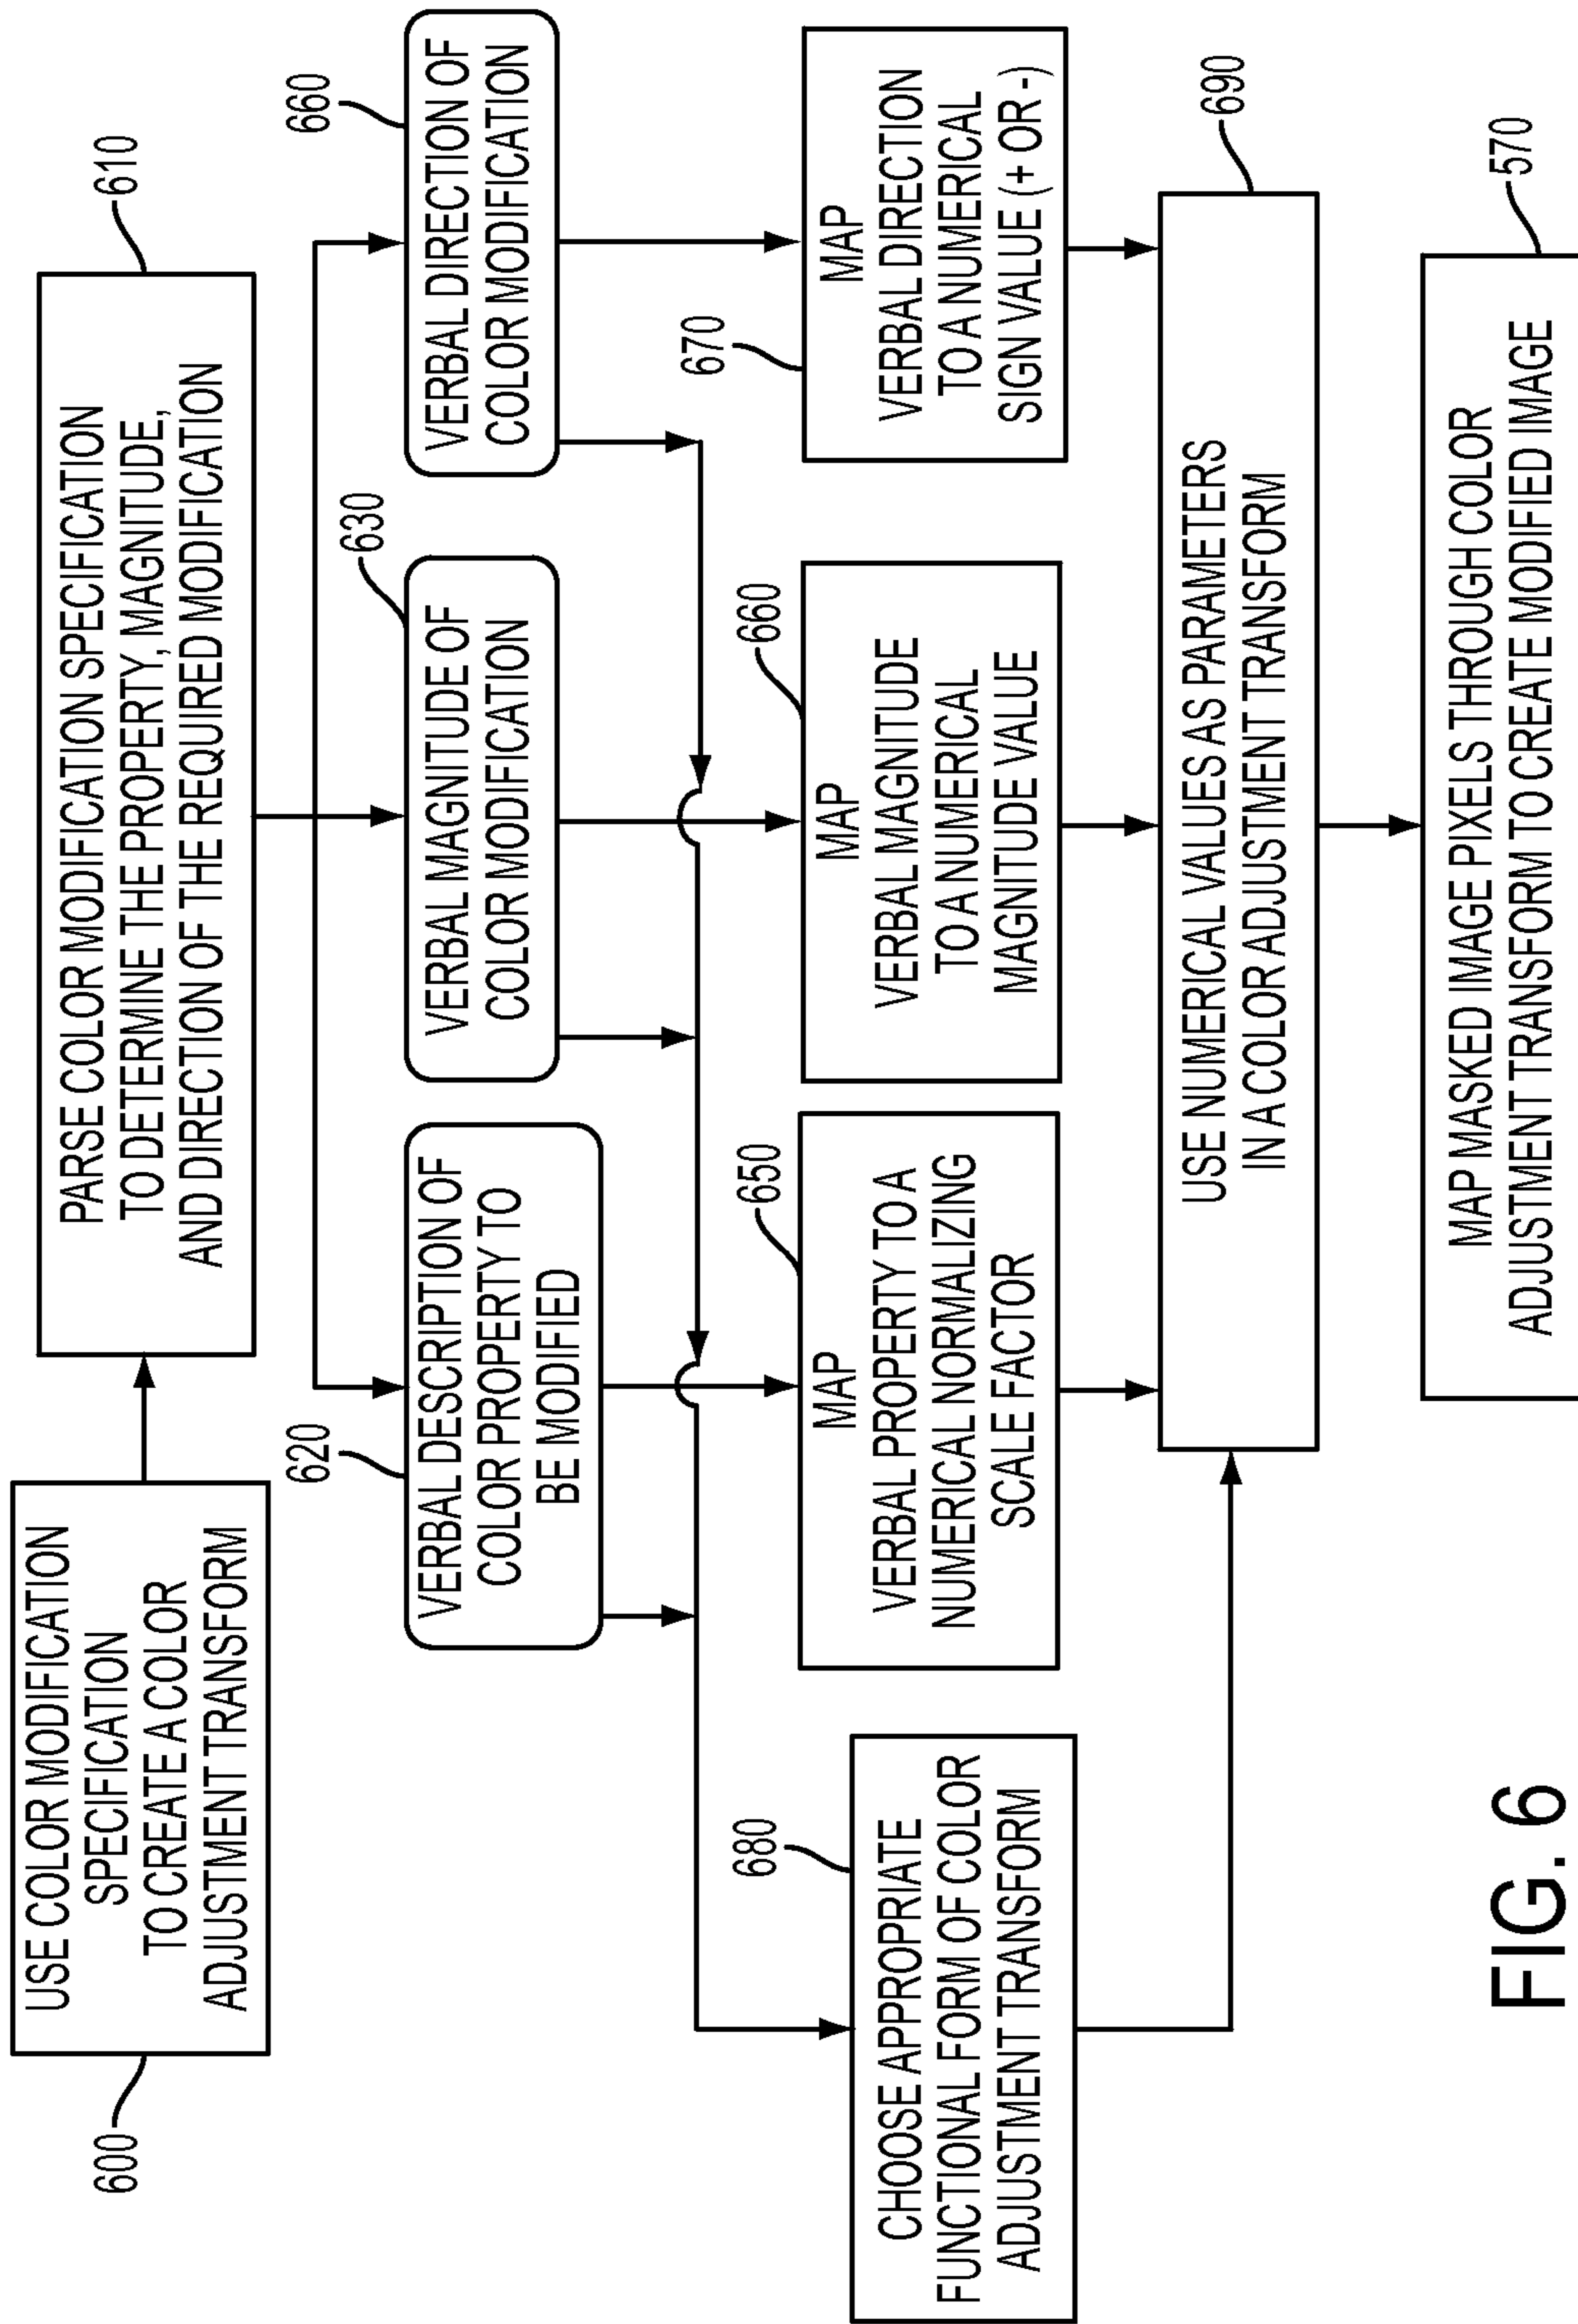 600
USE COLOR MODIFICATION
SPECIFICATION
TO CREATE A COLOR
ADJUSTMENT TRANSFORM
610
PARSE COLOR MODIFICATION SPECIFICATION
TO DETERMINE THE PROPERTY, MAGNITUDE,
AND DIRECTION OF THE REQUIRED MODIFICATION
620
VERBAL DESCRIPTION OF
COLOR PROPERTY TO
BE MODIFIED
630
VERBAL MAGNITUDE OF
COLOR MODIFICATION
660
VERBAL DIRECTION OF
COLOR MODIFICATION
680
CHOOSE APPROPRIATE
FUNCTIONAL FORM OF COLOR
ADJUSTMENT TRANSFORM
650
MAP
VERBAL PROPERTY TO A
NUMERICAL NORMALIZING
SCALE FACTOR
660
MAP
VERBAL MAGNITUDE
TO A NUMERICAL
MAGNITUDE VALUE
670
MAP
VERBAL DIRECTION
TO A NUMERICAL
SIGN VALUE (+ OR -)
690
USE NUMERICAL VALUES AS PARAMETERS
IN A COLOR ADJUSTMENT TRANSFORM
570
MAP MASKED IMAGE PIXELS THROUGH COLOR
ADJUSTMENT TRANSFORM TO CREATE MODIFIED IMAGE
FIG. 6